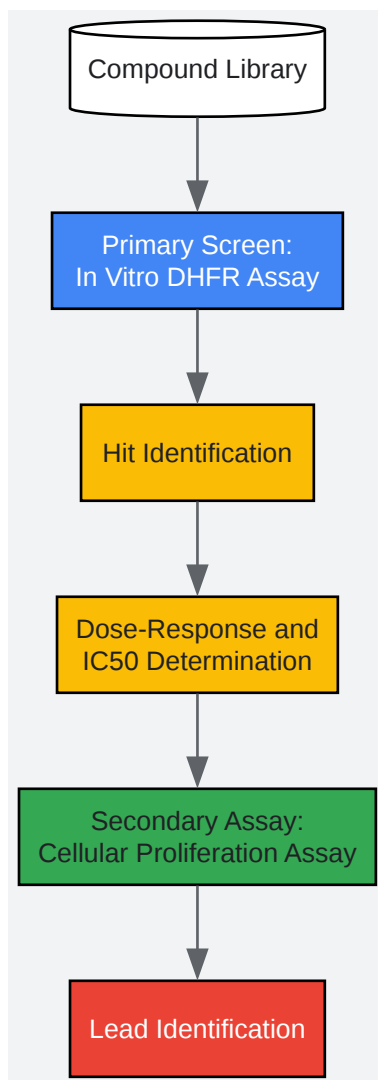 Compound Library
Primary Screen:
In Vitro DHFR Assay
Hit Identification
Dose-Response and
IC50 Determination
Secondary Assay:
Cellular Proliferation Assay
Lead Identification